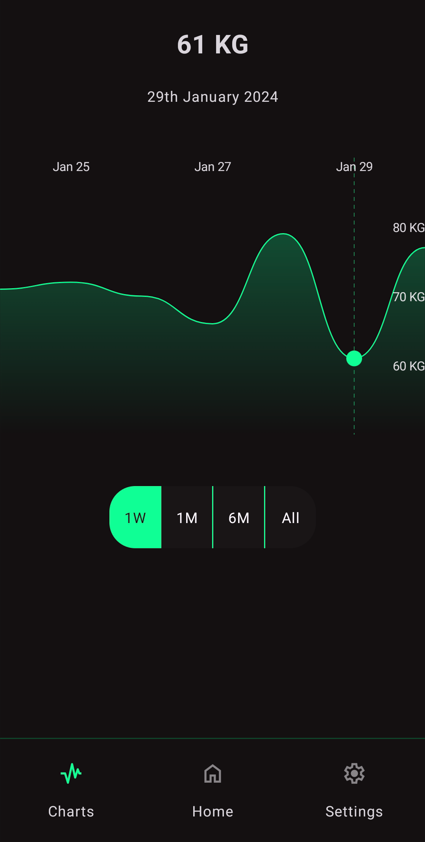 61 KG
29th January 2024
Jan 25 Jan 27 Jan 29
80 KG
70 KG
60 KG
1W 1M 6M All
Charts Home Settings